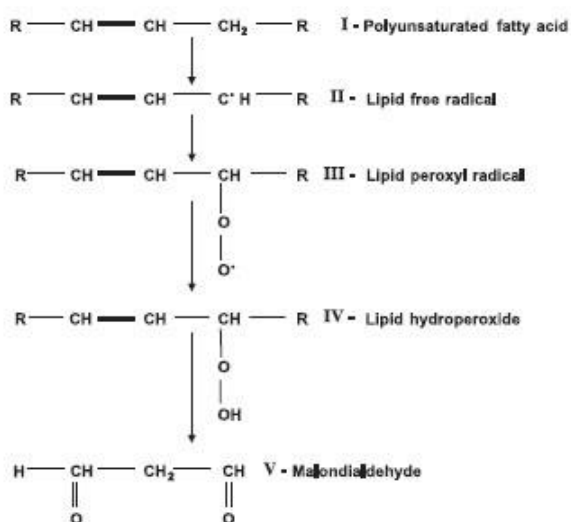 R CH CH CH₂ R I - Polyunsaturated fatty acid
R CH CH C• H R II - Lipid free radical
R CH CH CH R III - Lipid peroxyl radical
O
O•
R CH CH CH R IV - Lipid hydroperoxide
O
OH
H CH CH₂ CH V - Malondialdehyde
O O